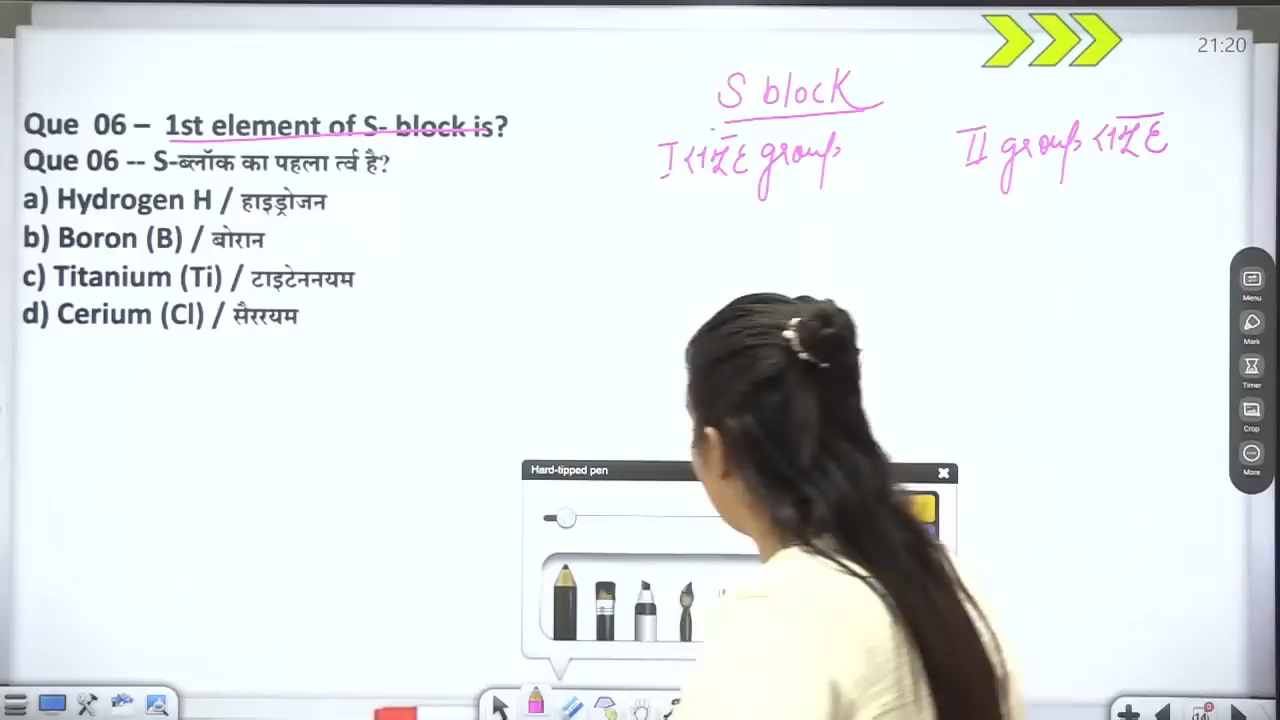 21:20
S block
Que 06 – 1st element of S- block is?
I समूह group
II group समूह
Que 06 -- S-ब्लॉक का पहला र्त्व है?
a) Hydrogen H / हाइड्रोजन
b) Boron (B) / बोरान
c) Titanium (Ti) / टाइटेननयम
d) Cerium (Cl) / सैररयम
Menu
Mark
Timer
Crop
More
Hard-tipped pen